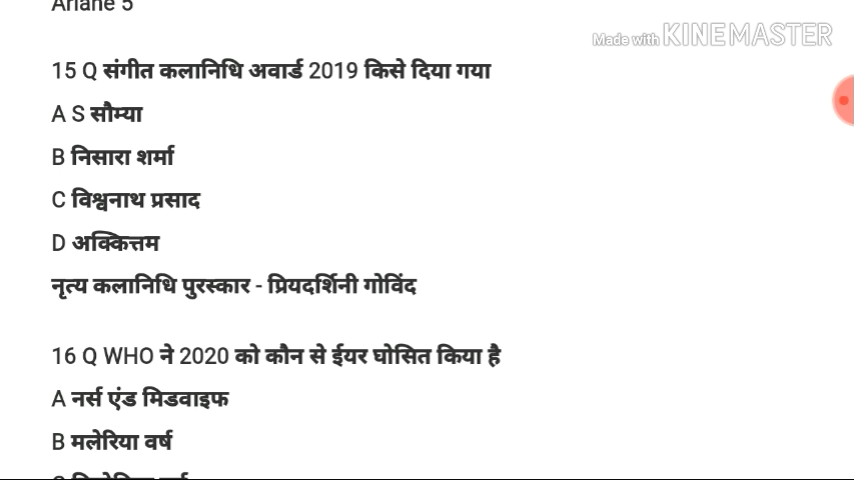 Ariane 5
Made with KINEMASTER
15 Q संगीत कलानिधि अवार्ड 2019 किसे दिया गया
A S सौम्या
B निसारा शर्मा
C विश्वनाथ प्रसाद
D अक्कित्तम
नृत्य कलानिधि पुरस्कार - प्रियदर्शिनी गोविंद
16 Q WHO ने 2020 को कौन से ईयर घोसित किया है
A नर्स एंड मिडवाइफ
B मलेरिया वर्ष